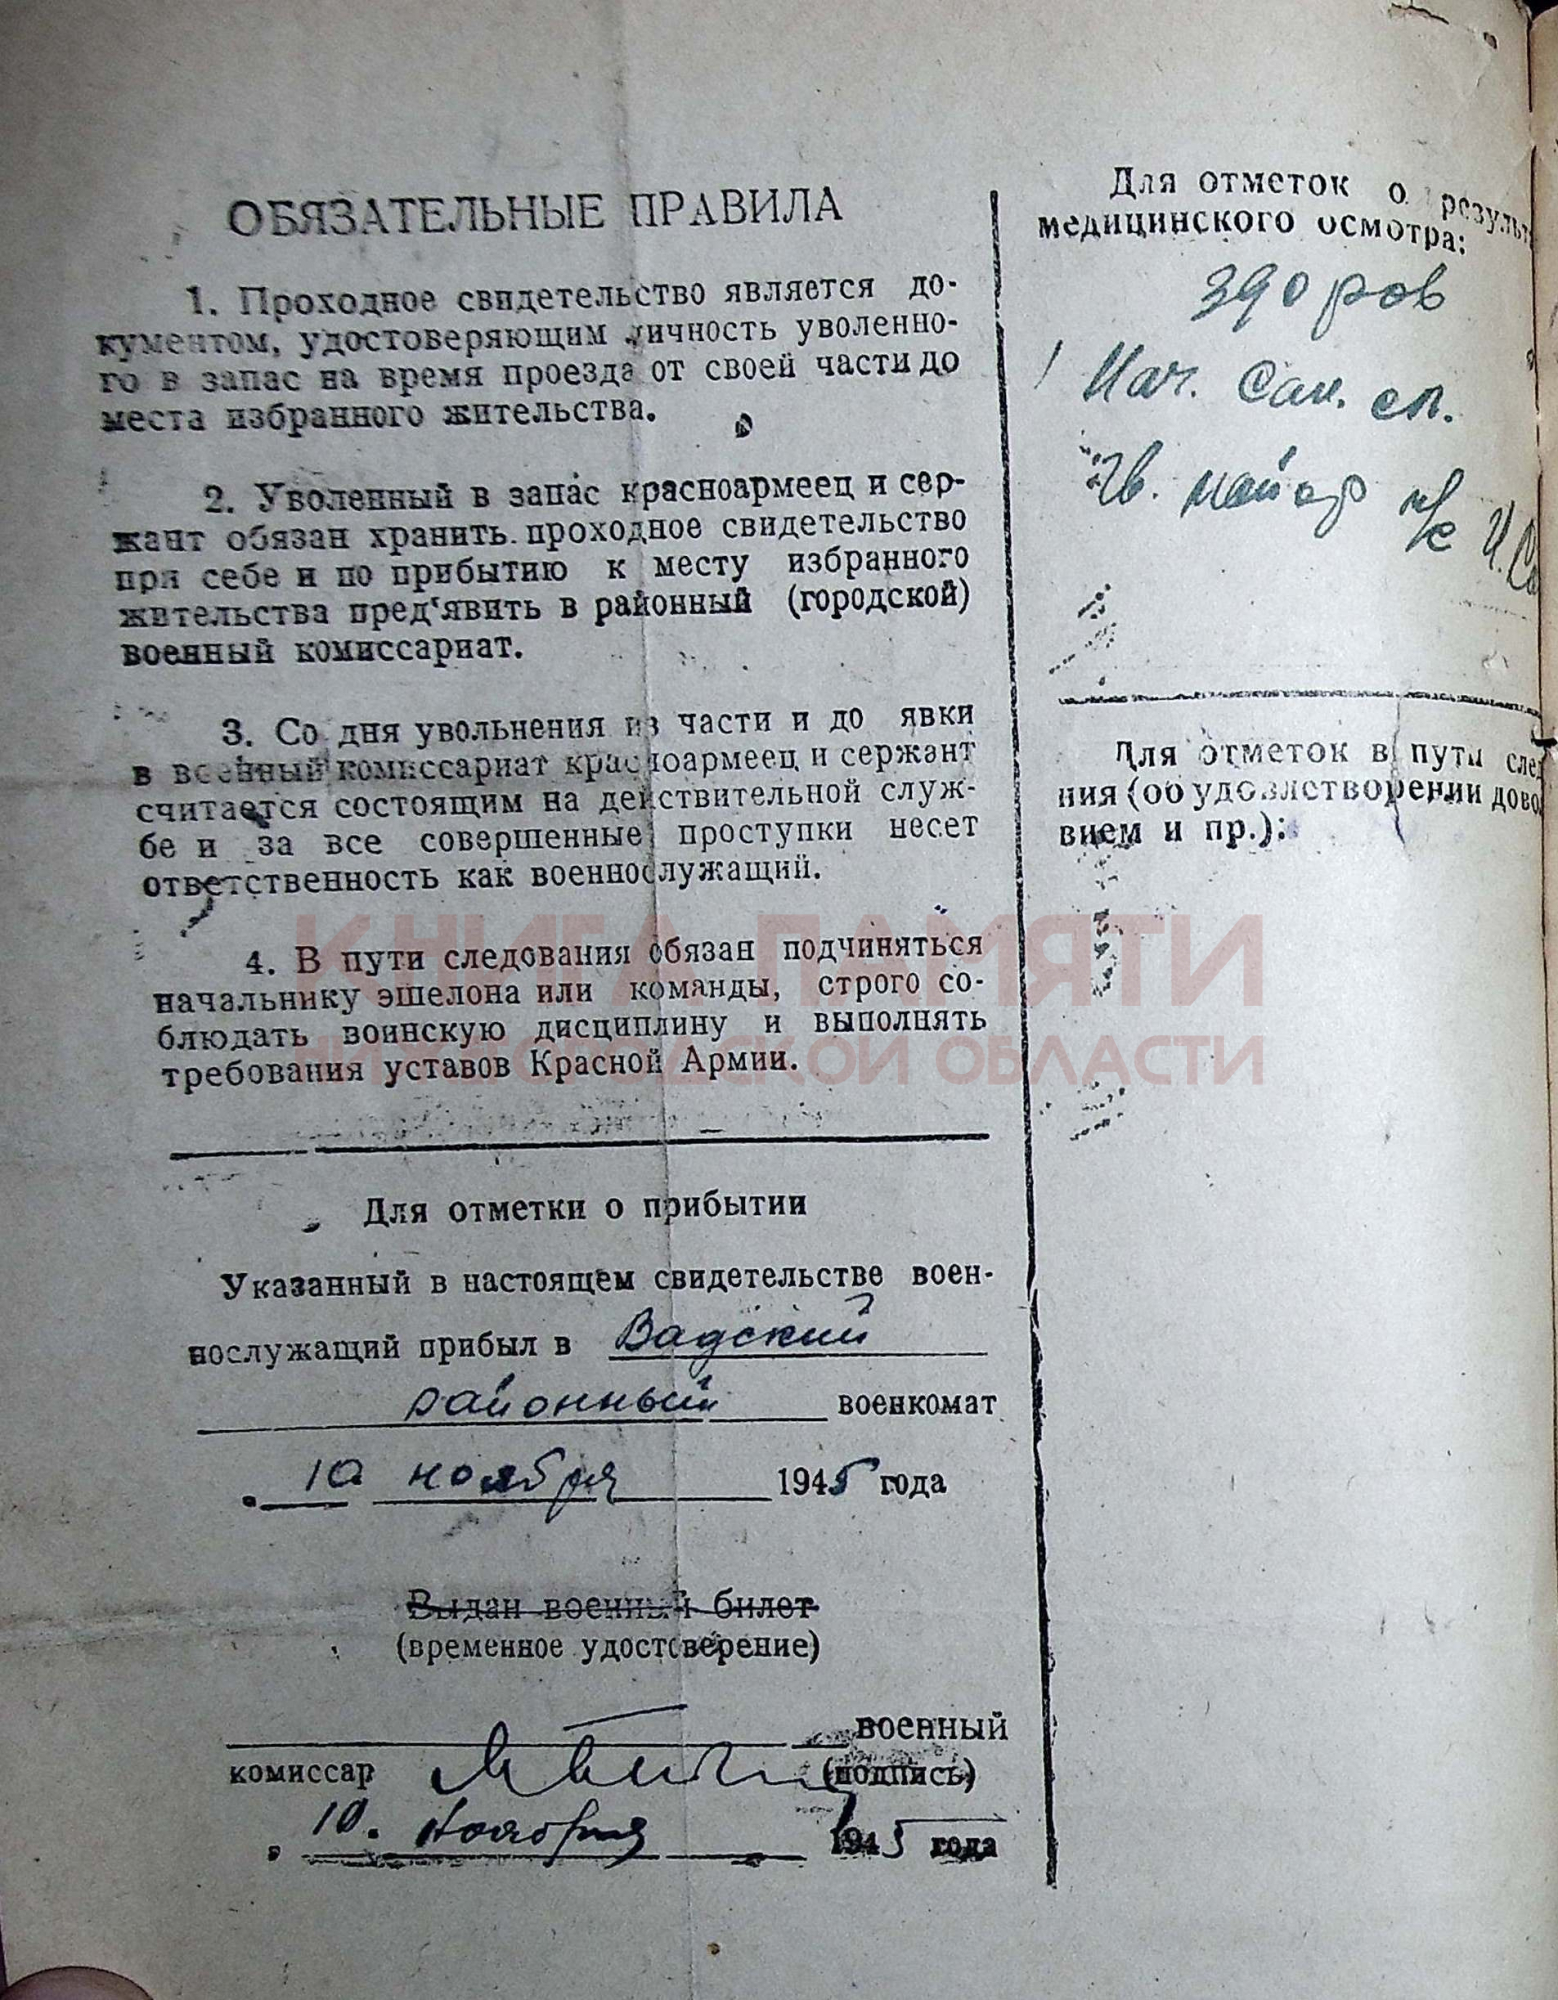 ОБЯЗАТЕЛЬНЫЕ ПРАВИЛА
1. Проходное свидетельство является до-
кументом, удостоверяющим личность уволенно-
го в запас на время проезда от своей части до
места избранного жительства.
2. Уволенный в запас красноармеец и сер-
жант обязан хранить проходное свидетельство
при себе и по прибытию к месту избранного
жительства пред'явить в районный (городской)
военный комиссариат.
3. Со дня увольнения из части и до явки
в военный комиссариат красноармеец и сержант
считается состоящим на действительной служ-
бе и за все совершенные проступки несет
ответственность как военнослужащий.
4. В пути следования обязан подчиняться
начальнику эшелона или команды, строго со-
блюдать воинскую дисциплину и выполнять
требования уставов Красной Армии.
Для отметки о прибытии
Указанный в настоящем свидетельстве воен-
нослужащий прибыл в Вадский
районный военкомат
10 ноября 1945 года
Выдан военный билет
(временное удостоверение)
военный
комиссар (подпись)
10. ноября 1945 года
Для отметок о результ
медицинского осмотра:
здоров
Нач. Сан. сл.
Гв. майор м/с И.
Для отметок в пути след
ния (об удовлетворении дово
вием и пр.):
КНИГА ПАМЯТИ
НИЖЕГОРОДСКОЙ ОБЛАСТИ